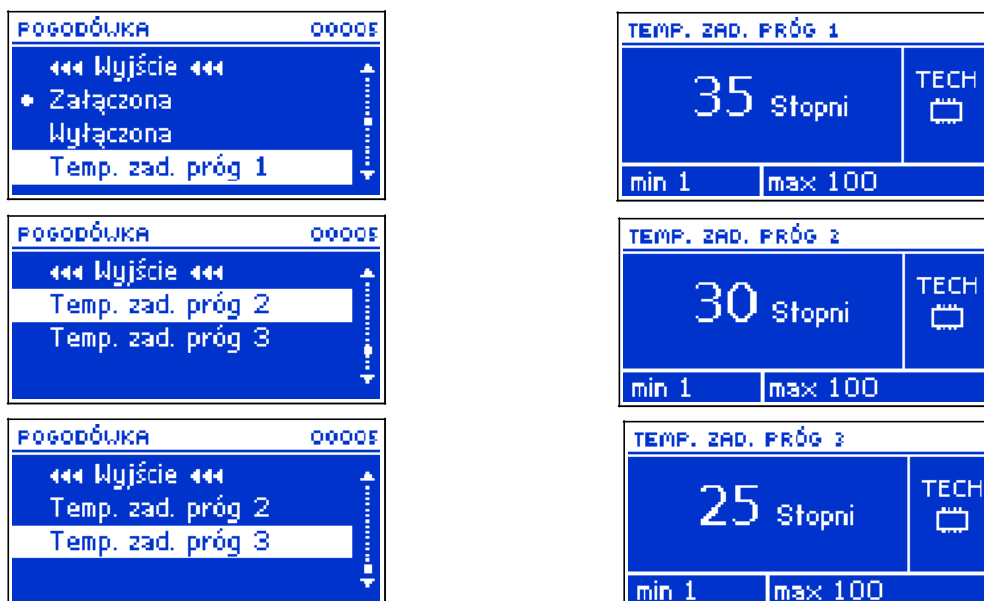 POGODÓWKA 00005
Wyjście
Załączona
Wyłączona
Temp. zad. próg 1
TEMP. ZAD. PRÓG 1
35 Stopni
TECH
min 1 max 100
POGODÓWKA 00005
Wyjście
Temp. zad. próg 2
Temp. zad. próg 3
TEMP. ZAD. PRÓG 2
30 Stopni
TECH
min 1 max 100
POGODÓWKA 00005
Wyjście
Temp. zad. próg 2
Temp. zad. próg 3
TEMP. ZAD. PRÓG 3
25 Stopni
TECH
min 1 max 100